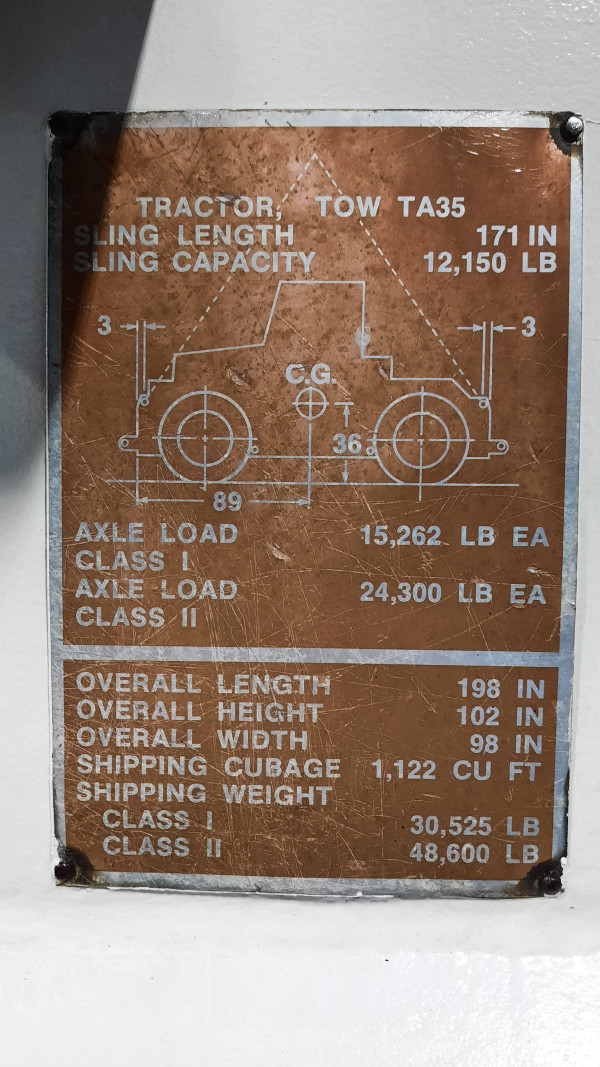 TRACTOR, TOW TA35
SLING LENGTH 171 IN
SLING CAPACITY 12,150 LB
3 3
C.G.
36
89
AXLE LOAD 15,262 LB EA
CLASS I
AXLE LOAD 24,300 LB EA
CLASS II
OVERALL LENGTH 198 IN
OVERALL HEIGHT 102 IN
OVERALL WIDTH 98 IN
SHIPPING CUBAGE 1,122 CU FT
SHIPPING WEIGHT
CLASS I 30,525 LB
CLASS II 48,600 LB